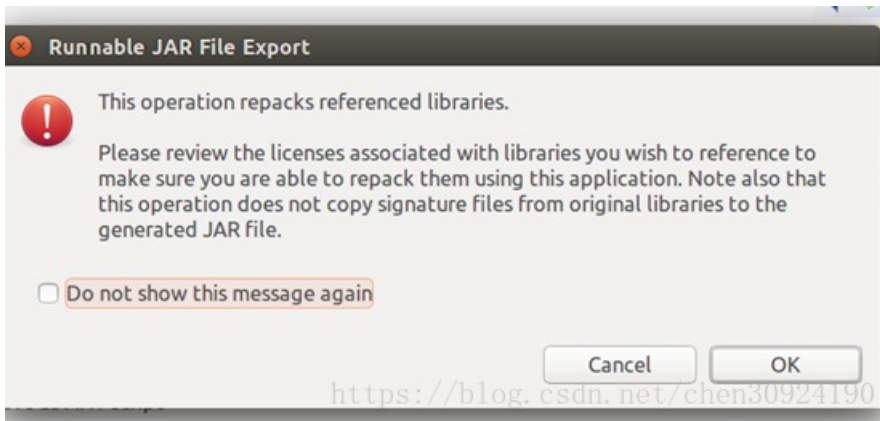 Runnable JAR File Export
This operation repacks referenced libraries.
Please review the licenses associated with libraries you wish to reference to
make sure you are able to repack them using this application. Note also that
this operation does not copy signature files from original libraries to the
generated JAR file.
Do not show this message again
Cancel
OK
https://blog.csdn.net/chen30924190